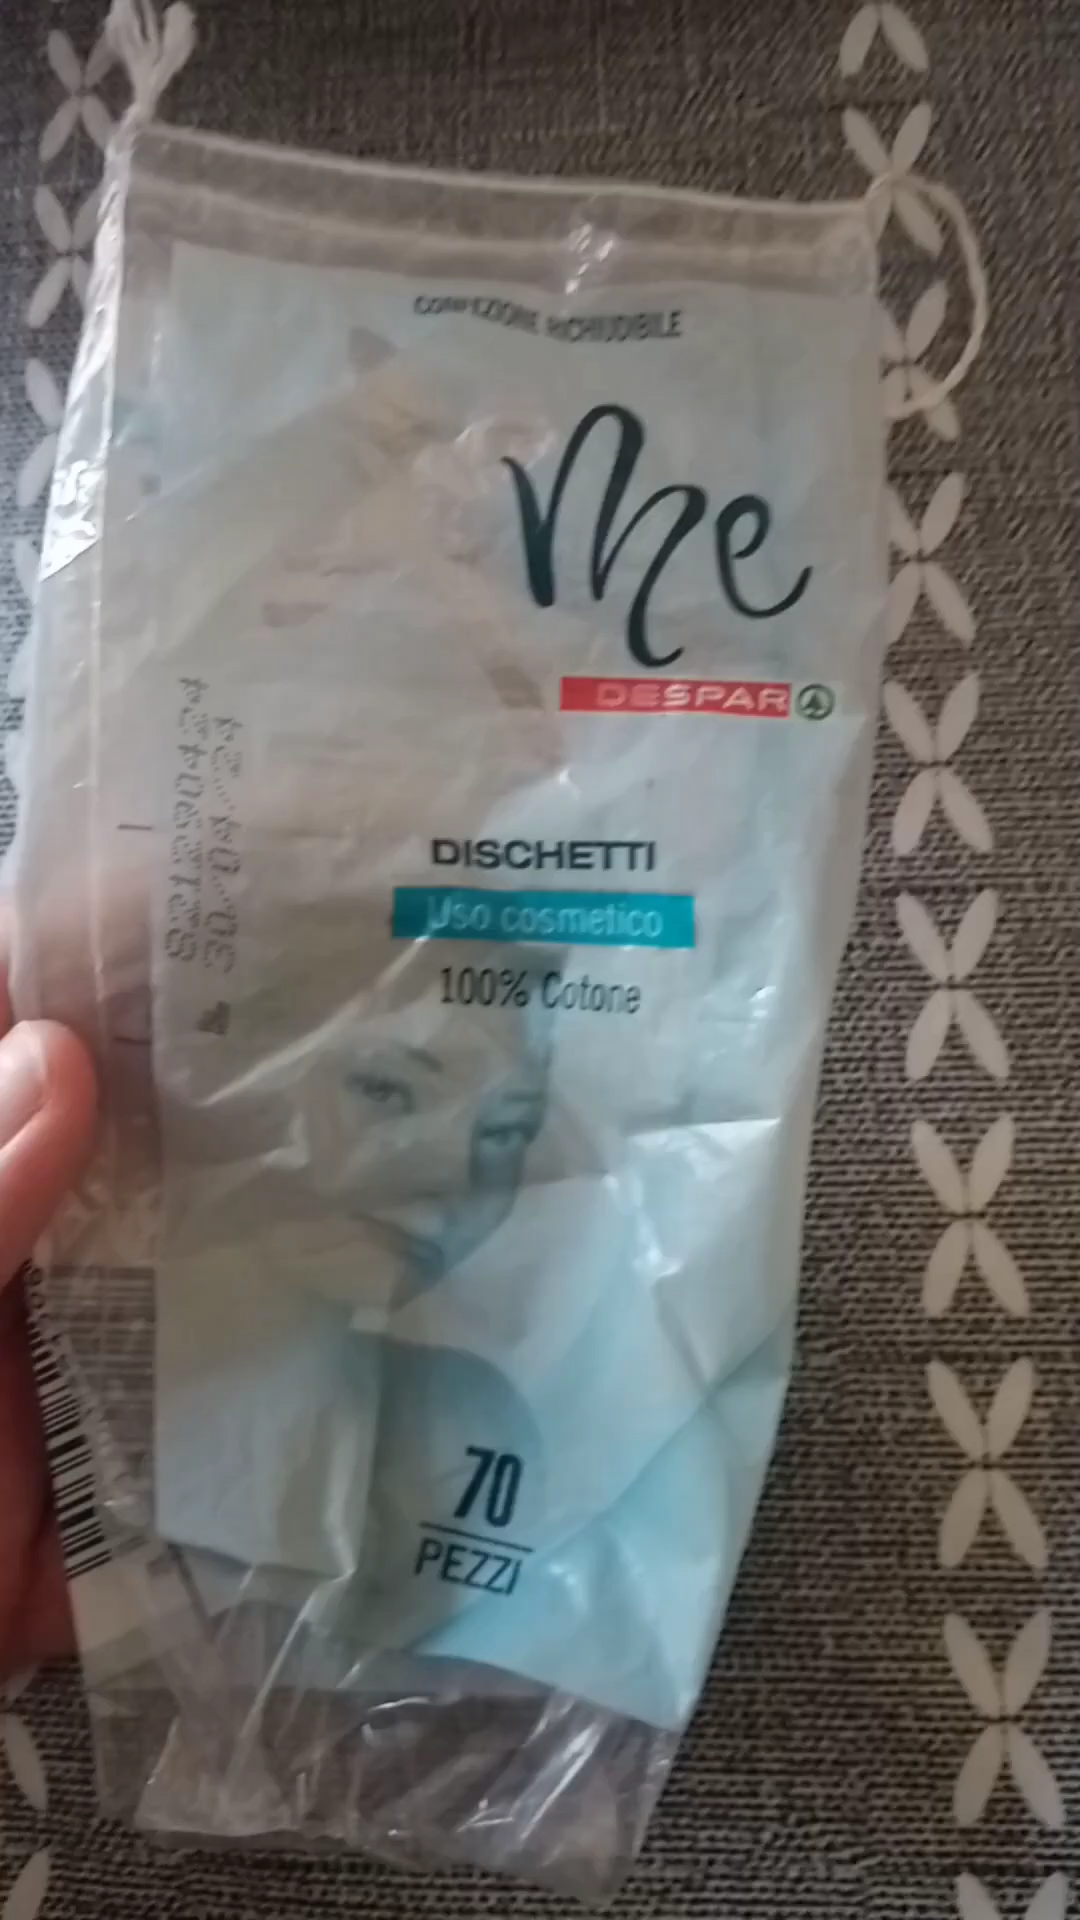 CONFEZIONE RICHIUDIBILE
Me
DESPAR
DISCHETTI
Uso cosmetico
100% Cotone
70
PEZZI